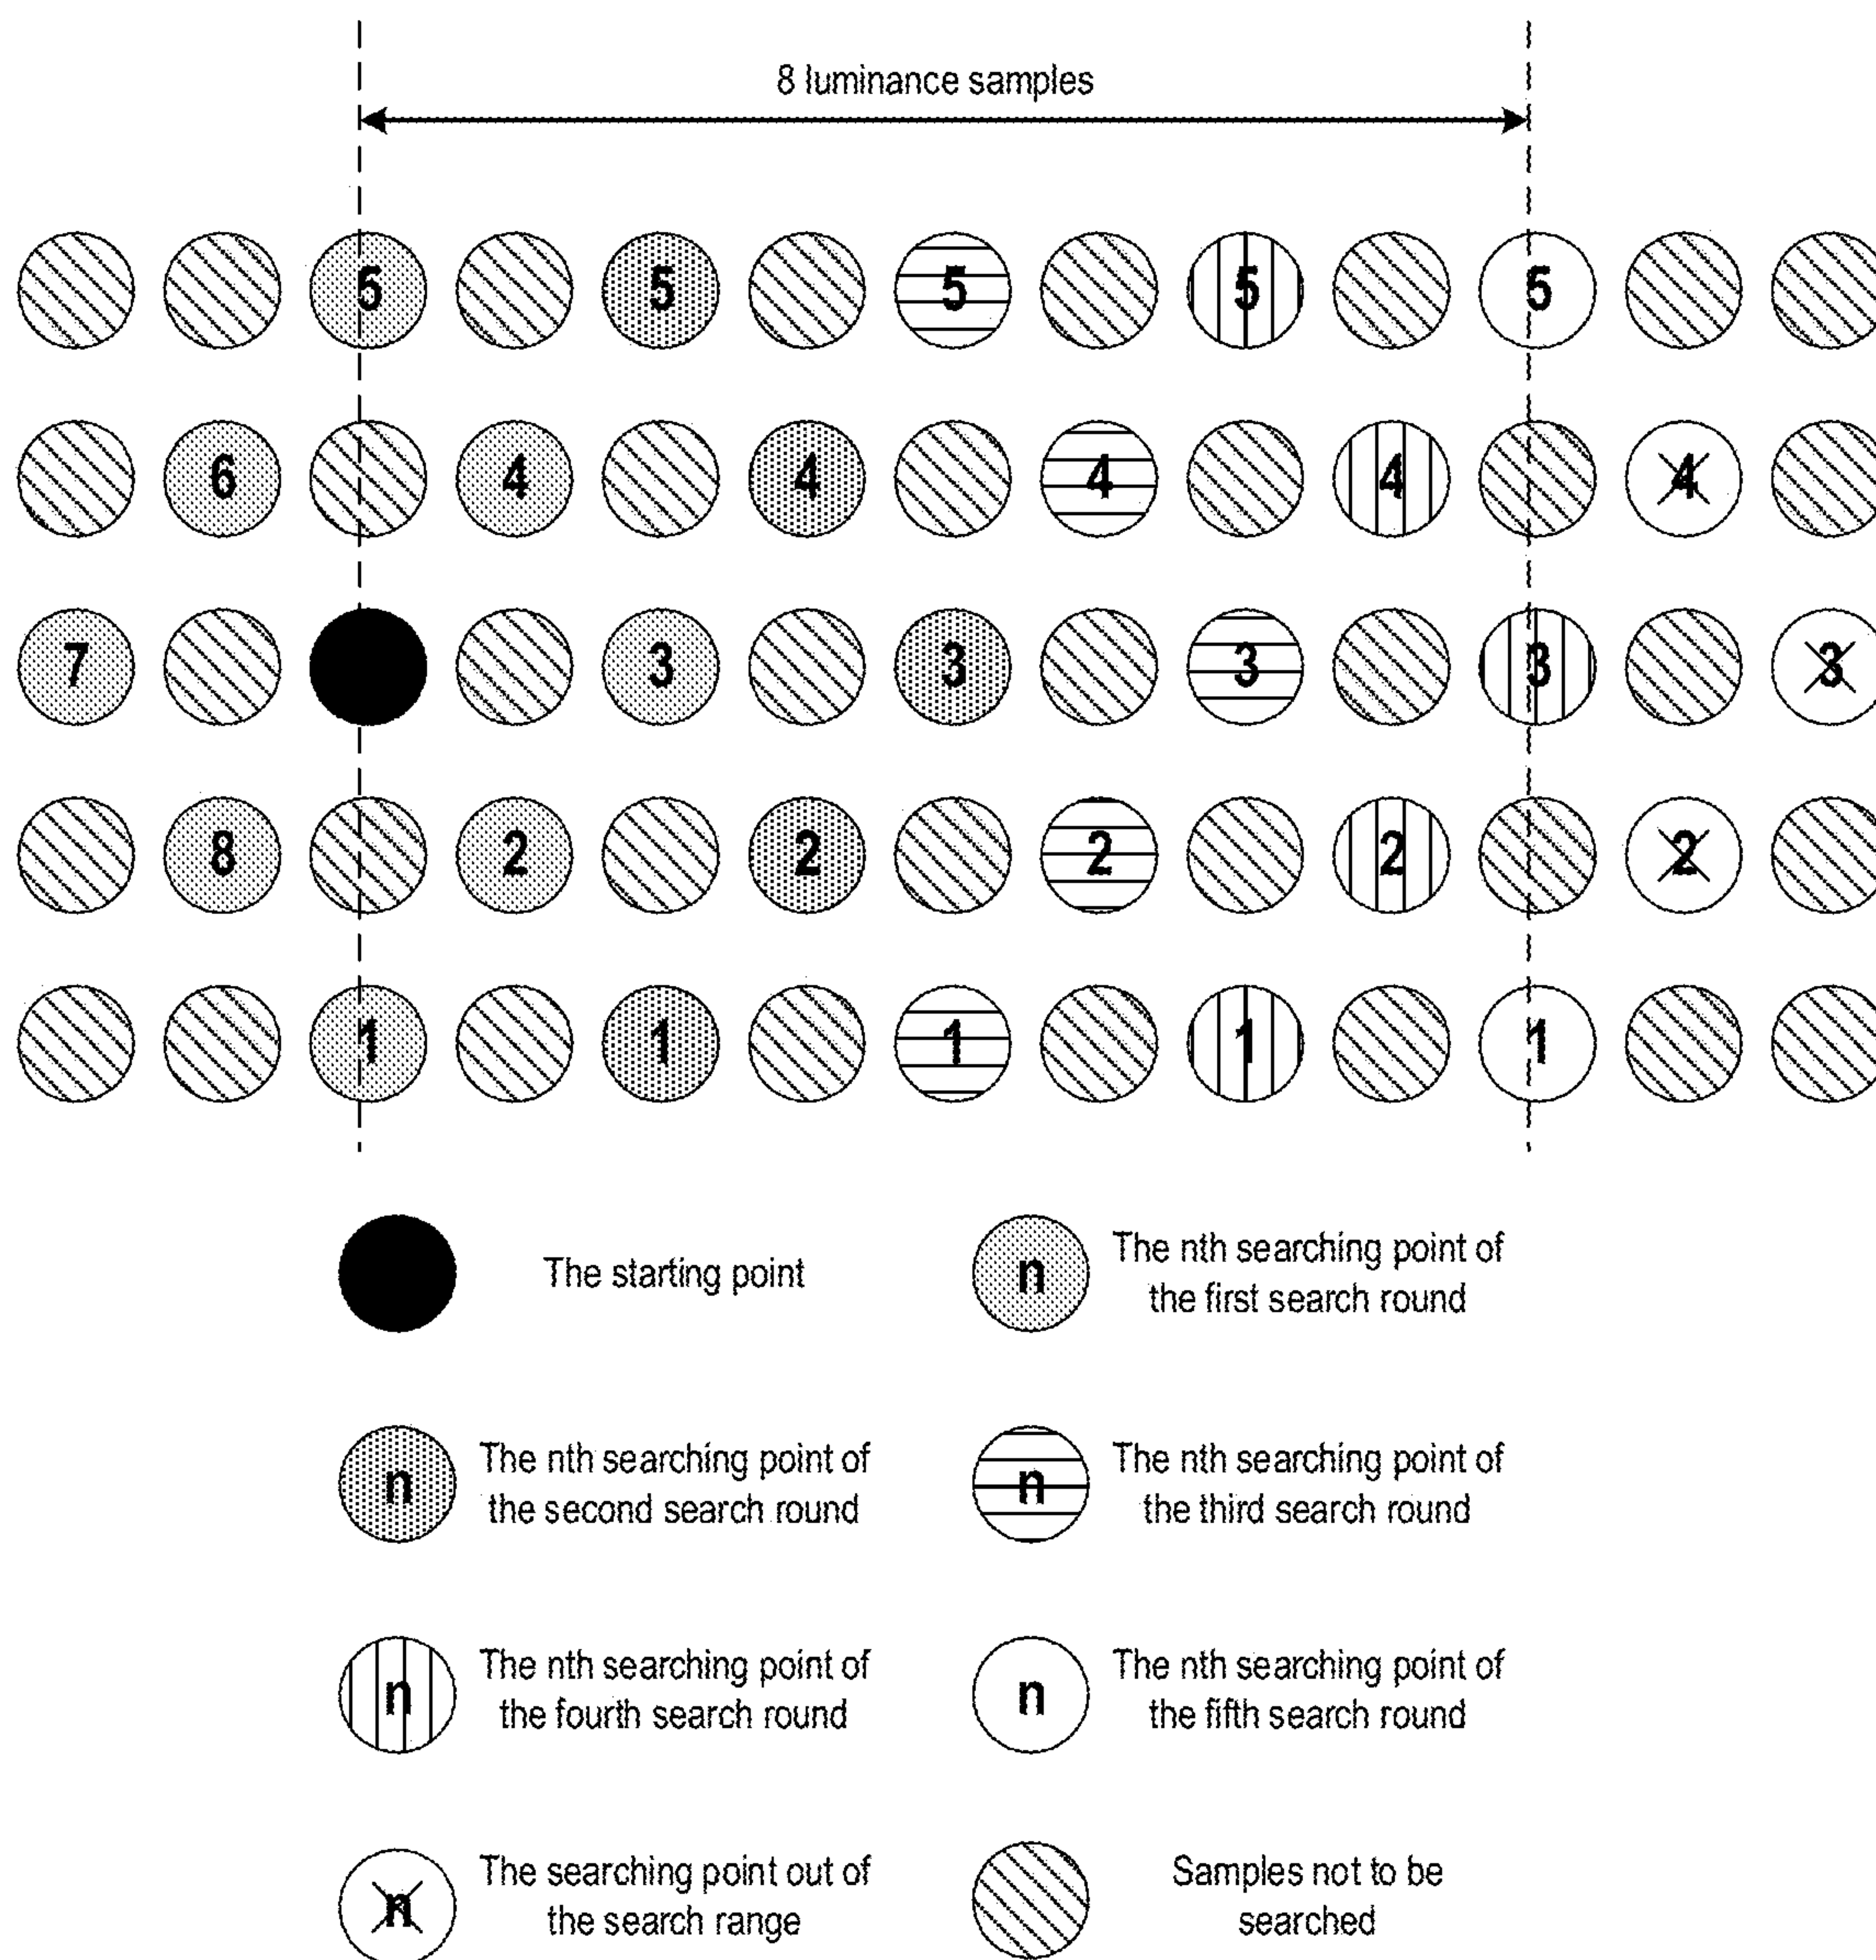 8 luminance samples
5 5 5 5 5
6 4 4 4 4 4
7 3 3 3 3 3
8 2 2 2 2 2
1 1 1 1 1
The starting point
n
The nth searching point of
the first search round
n
The nth searching point of
the second search round
n
The nth searching point of
the third search round
n
The nth searching point of
the fourth search round
n
The nth searching point of
the fifth search round
n
The searching point out of
the search range
Samples not to be
searched